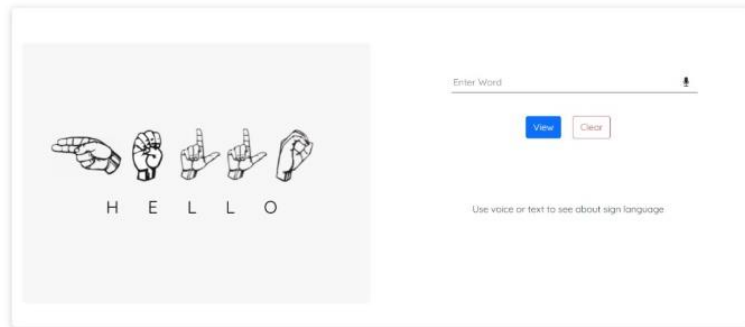 H E L L O
Enter Word
View Clear
Use voice or text to see about sign language